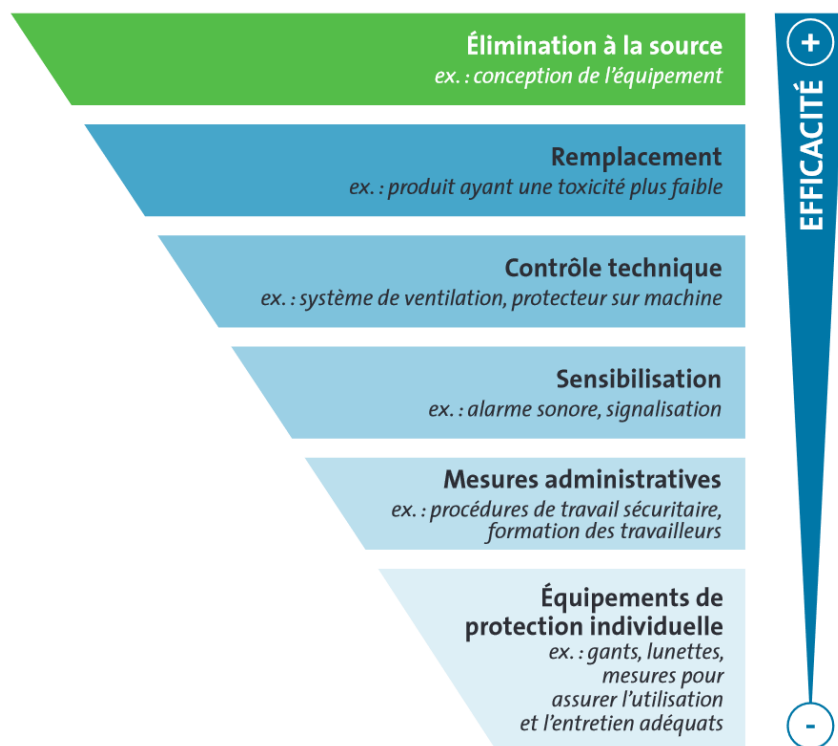 Élimination à la source
ex. : conception de l'équipement
+
EFFICACITÉ
Remplacement
ex. : produit ayant une toxicité plus faible
Contrôle technique
ex. : système de ventilation, protecteur sur machine
Sensibilisation
ex. : alarme sonore, signalisation
Mesures administratives
ex. : procédures de travail sécuritaire,
formation des travailleurs
Équipements de
protection individuelle
ex. : gants, lunettes,
mesures pour
assurer l'utilisation
et l'entretien adéquats
-